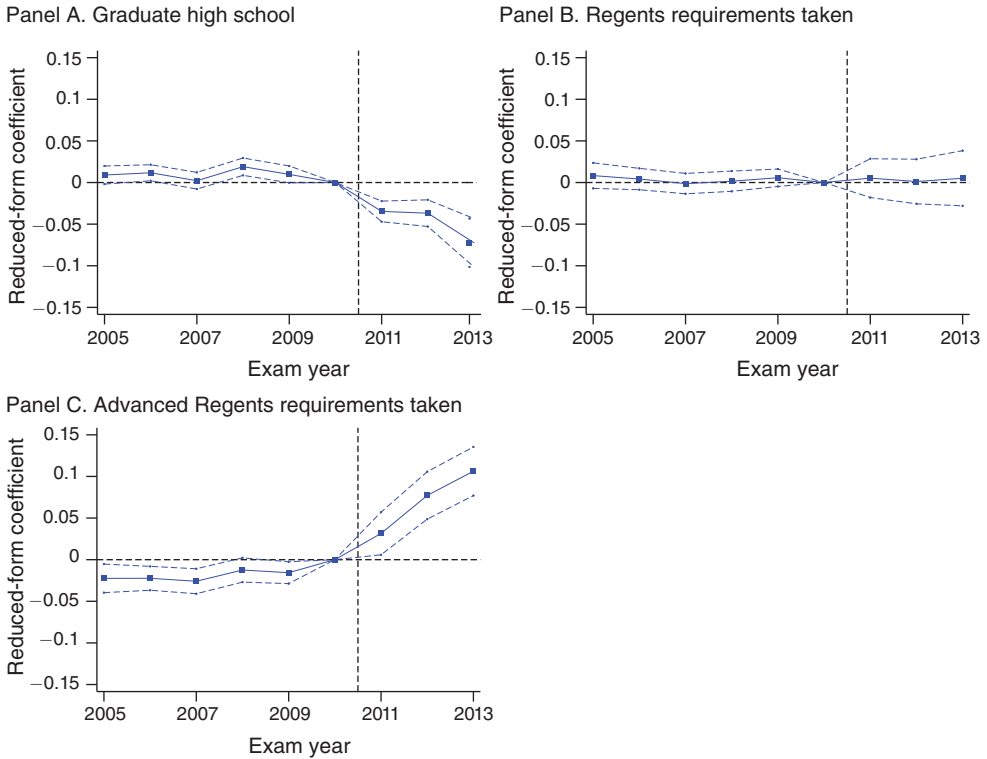 Panel A. Graduate high school
Reduced-form coefficient
0.15
0.1
0.05
0
−0.05
−0.1
−0.15
2005 2007 2009 2011 2013
Exam year
Panel B. Regents requirements taken
Reduced-form coefficient
0.15
0.1
0.05
0
−0.05
−0.1
−0.15
2005 2007 2009 2011 2013
Exam year
Panel C. Advanced Regents requirements taken
Reduced-form coefficient
0.15
0.1
0.05
0
−0.05
−0.1
−0.15
2005 2007 2009 2011 2013
Exam year